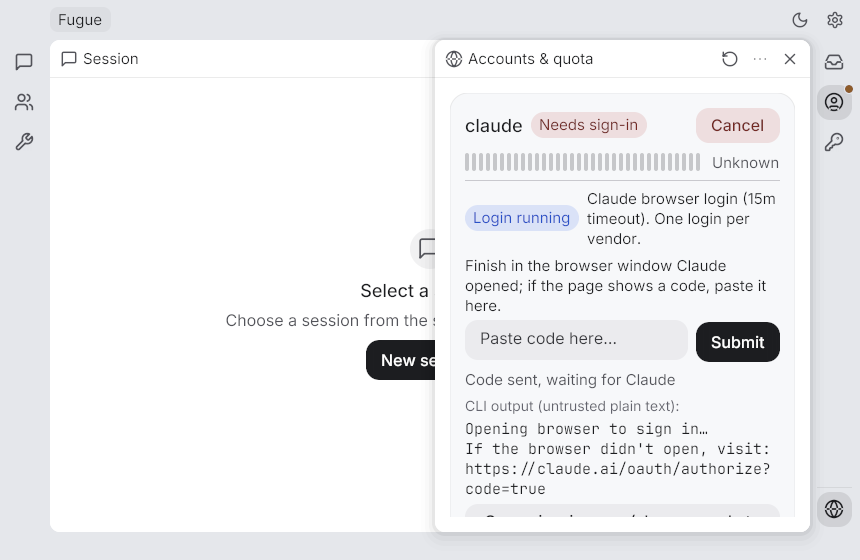 Fugue
Session
Select a
Choose a session from the
New se
Accounts & quota
claude
Needs sign-in
Cancel
Unknown
Login running
Claude browser login (15m
timeout). One login per
vendor.
Finish in the browser window Claude
opened; if the page shows a code, paste it
here.
Paste code here...
Submit
Code sent, waiting for Claude
CLI output (untrusted plain text):
Opening browser to sign in…
If the browser didn't open, visit:
https://claude.ai/oauth/authorize?
code=true